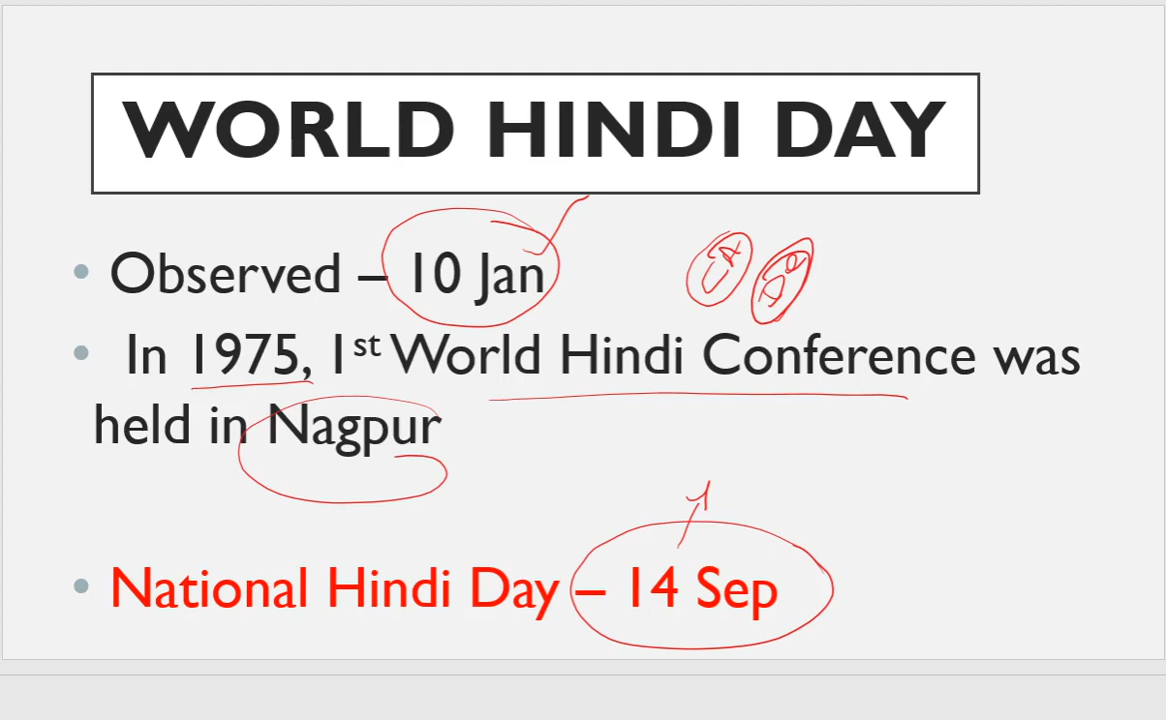 WORLD HINDI DAY
• Observed – 10 Jan
• In 1975, 1st World Hindi Conference was
held in Nagpur
• National Hindi Day – 14 Sep